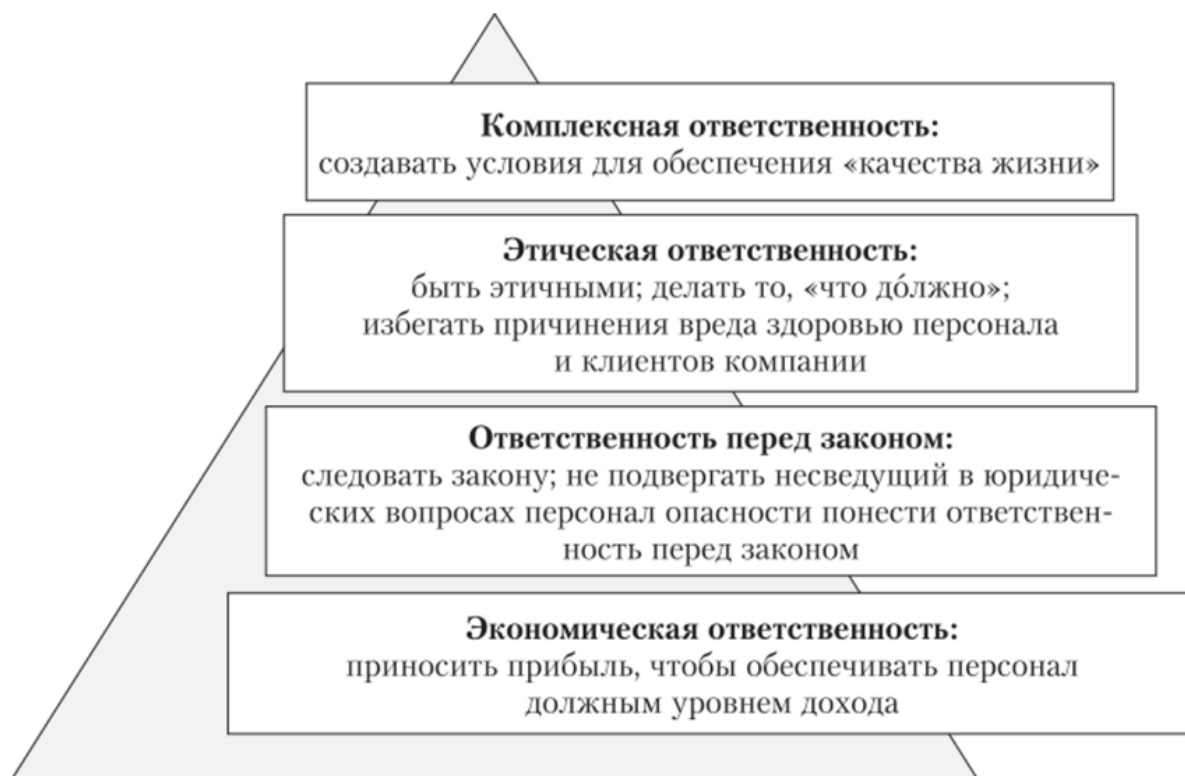 Комплексная ответственность:
создавать условия для обеспечения «качества жизни»
Этическая ответственность:
быть этичными; делать то, «что до́лжно»;
избегать причинения вреда здоровью персонала
и клиентов компании
Ответственность перед законом:
следовать закону; не подвергать несведущий в юридиче-
ских вопросах персонал опасности понести ответствен-
ность перед законом
Экономическая ответственность:
приносить прибыль, чтобы обеспечивать персонал
должным уровнем дохода